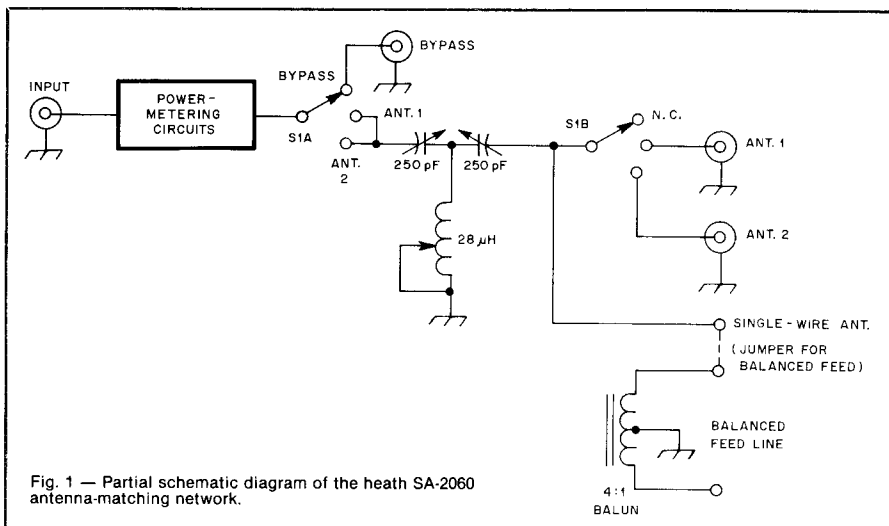 INPUT
POWER-
METERING
CIRCUITS
BYPASS
BYPASS
S1A
ANT. 1
ANT.
2
250 pF
250 pF
28 µH
S1B
N.C.
ANT. 1
ANT. 2
SINGLE-WIRE ANT.
(JUMPER FOR
BALANCED FEED)
BALANCED
FEED LINE
4:1
BALUN
Fig. 1 — Partial schematic diagram of the heath SA-2060
antenna-matching network.